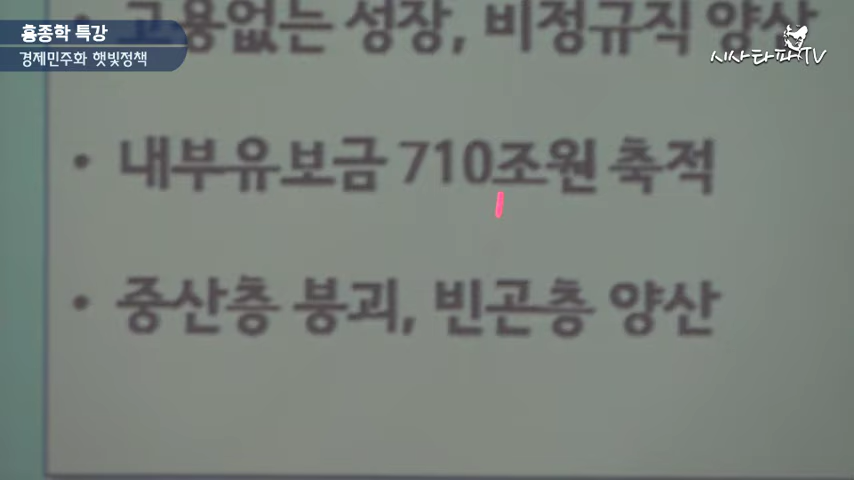 홍종학 특강
경제민주화 햇빛정책
시사타파TV
고용없는 성장, 비정규직 양산
• 내부유보금 710조원 축적
• 중산층 붕괴, 빈곤층 양산